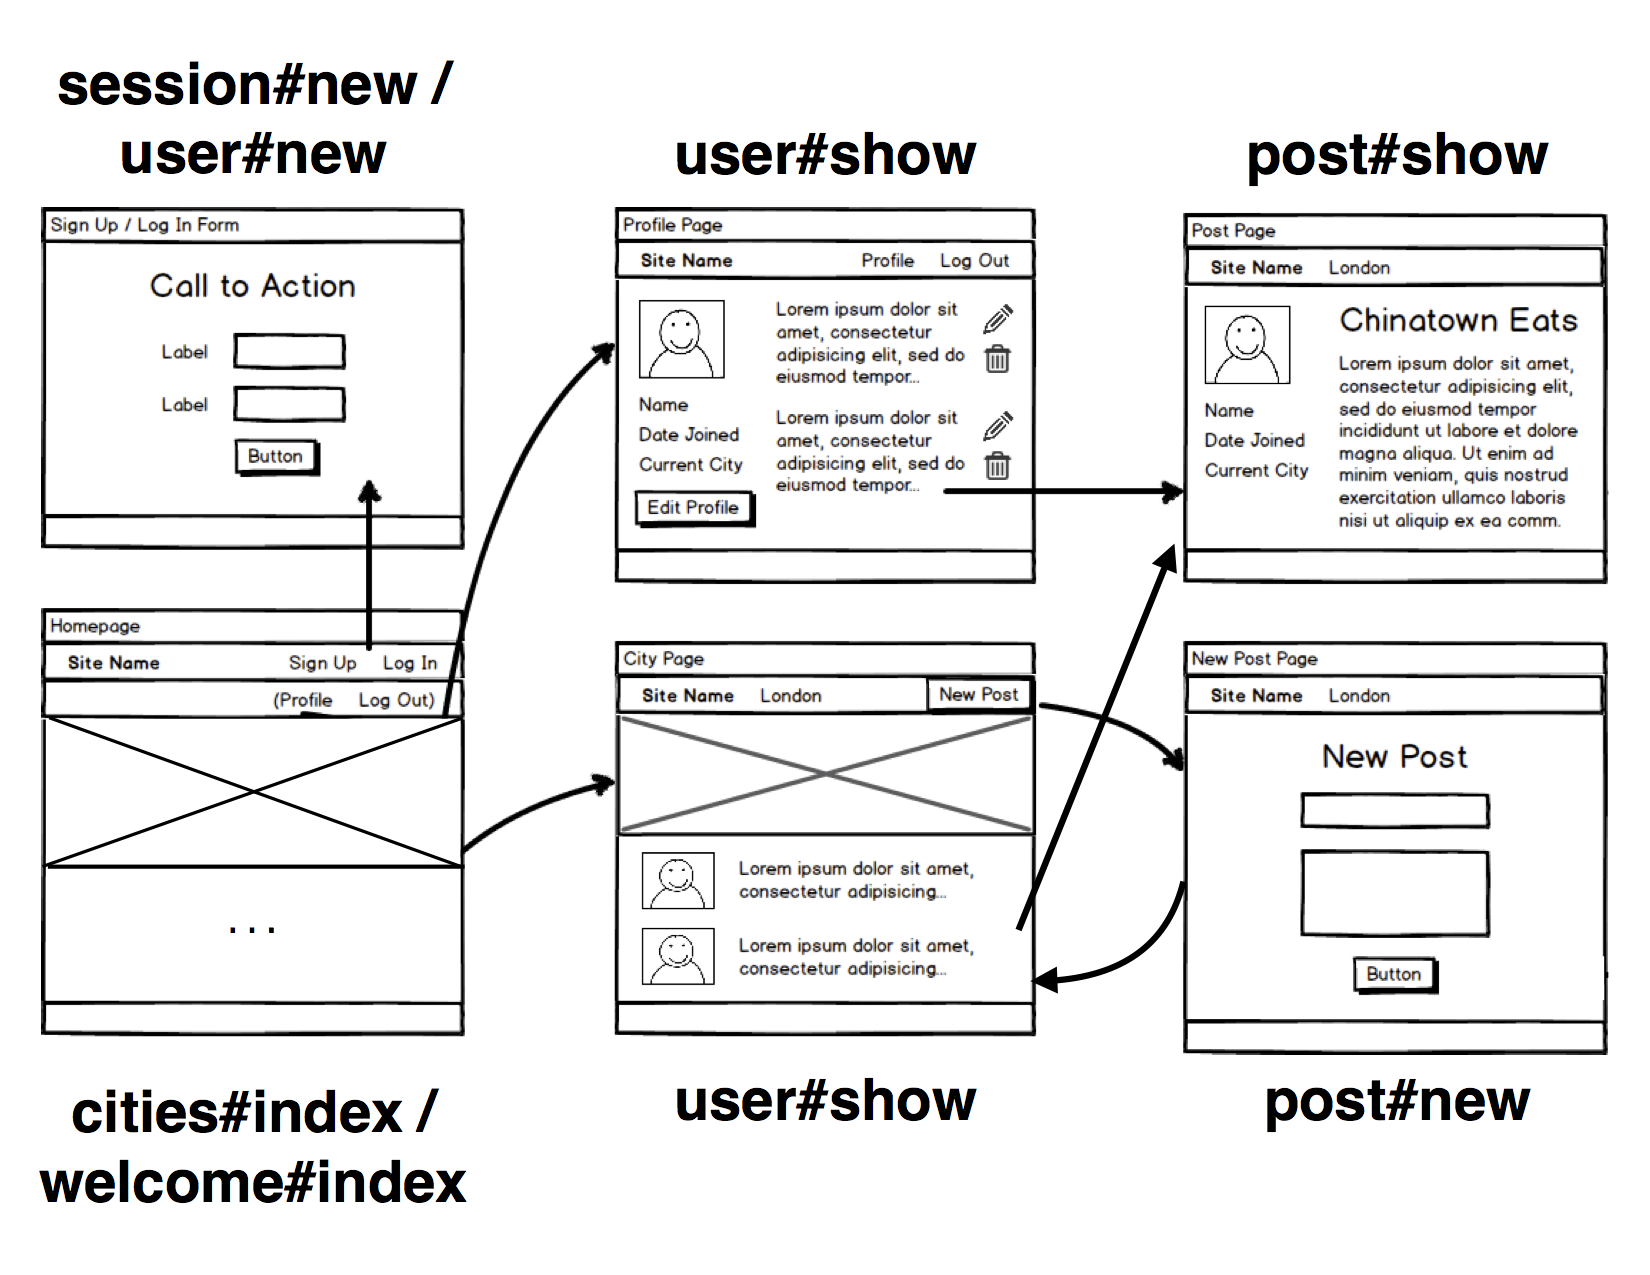 session#new /
user#new
Sign Up / Log In Form
Call to Action
Label
Label
Button
user#show
Profile Page
Site Name Profile Log Out
Lorem ipsum dolor sit
amet, consectetur
adipisicing elit, sed do
eiusmod tempor...
Name
Date Joined
Current City
Lorem ipsum dolor sit
amet, consectetur
adipisicing elit, sed do
eiusmod tempor...
Edit Profile
post#show
Post Page
Site Name London
Name
Date Joined
Current City
Chinatown Eats
Lorem ipsum dolor sit amet,
consectetur adipisicing elit,
sed do eiusmod tempor
incididunt ut labore et dolore
magna aliqua. Ut enim ad
minim veniam, quis nostrud
exercitation ullamco laboris
nisi ut aliquip ex ea comm.
Homepage
Site Name Sign Up Log In
(Profile Log Out)
...
cities#index /
welcome#index
City Page
Site Name London New Post
Lorem ipsum dolor sit amet,
consectetur adipisicing...
Lorem ipsum dolor sit amet,
consectetur adipisicing...
user#show
New Post Page
Site Name London
New Post
Button
post#new